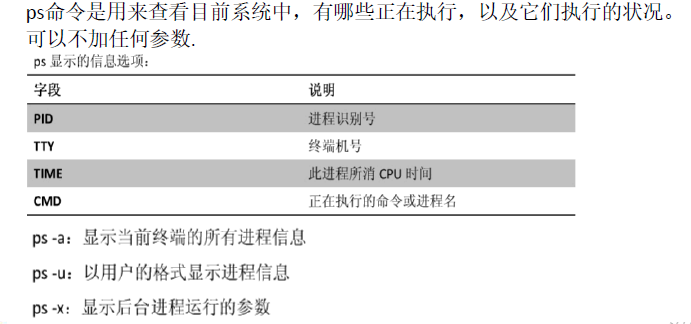 ps命令是用来查看目前系统中，有哪些正在执行，以及它们执行的状况。
可以不加任何参数.
ps 显示的信息选项：
字段 说明
PID 进程识别号
TTY 终端机号
TIME 此进程所消 CPU 时间
CMD 正在执行的命令或进程名
ps -a：显示当前终端的所有进程信息
ps -u：以用户的格式显示进程信息
ps -x：显示后台进程运行的参数